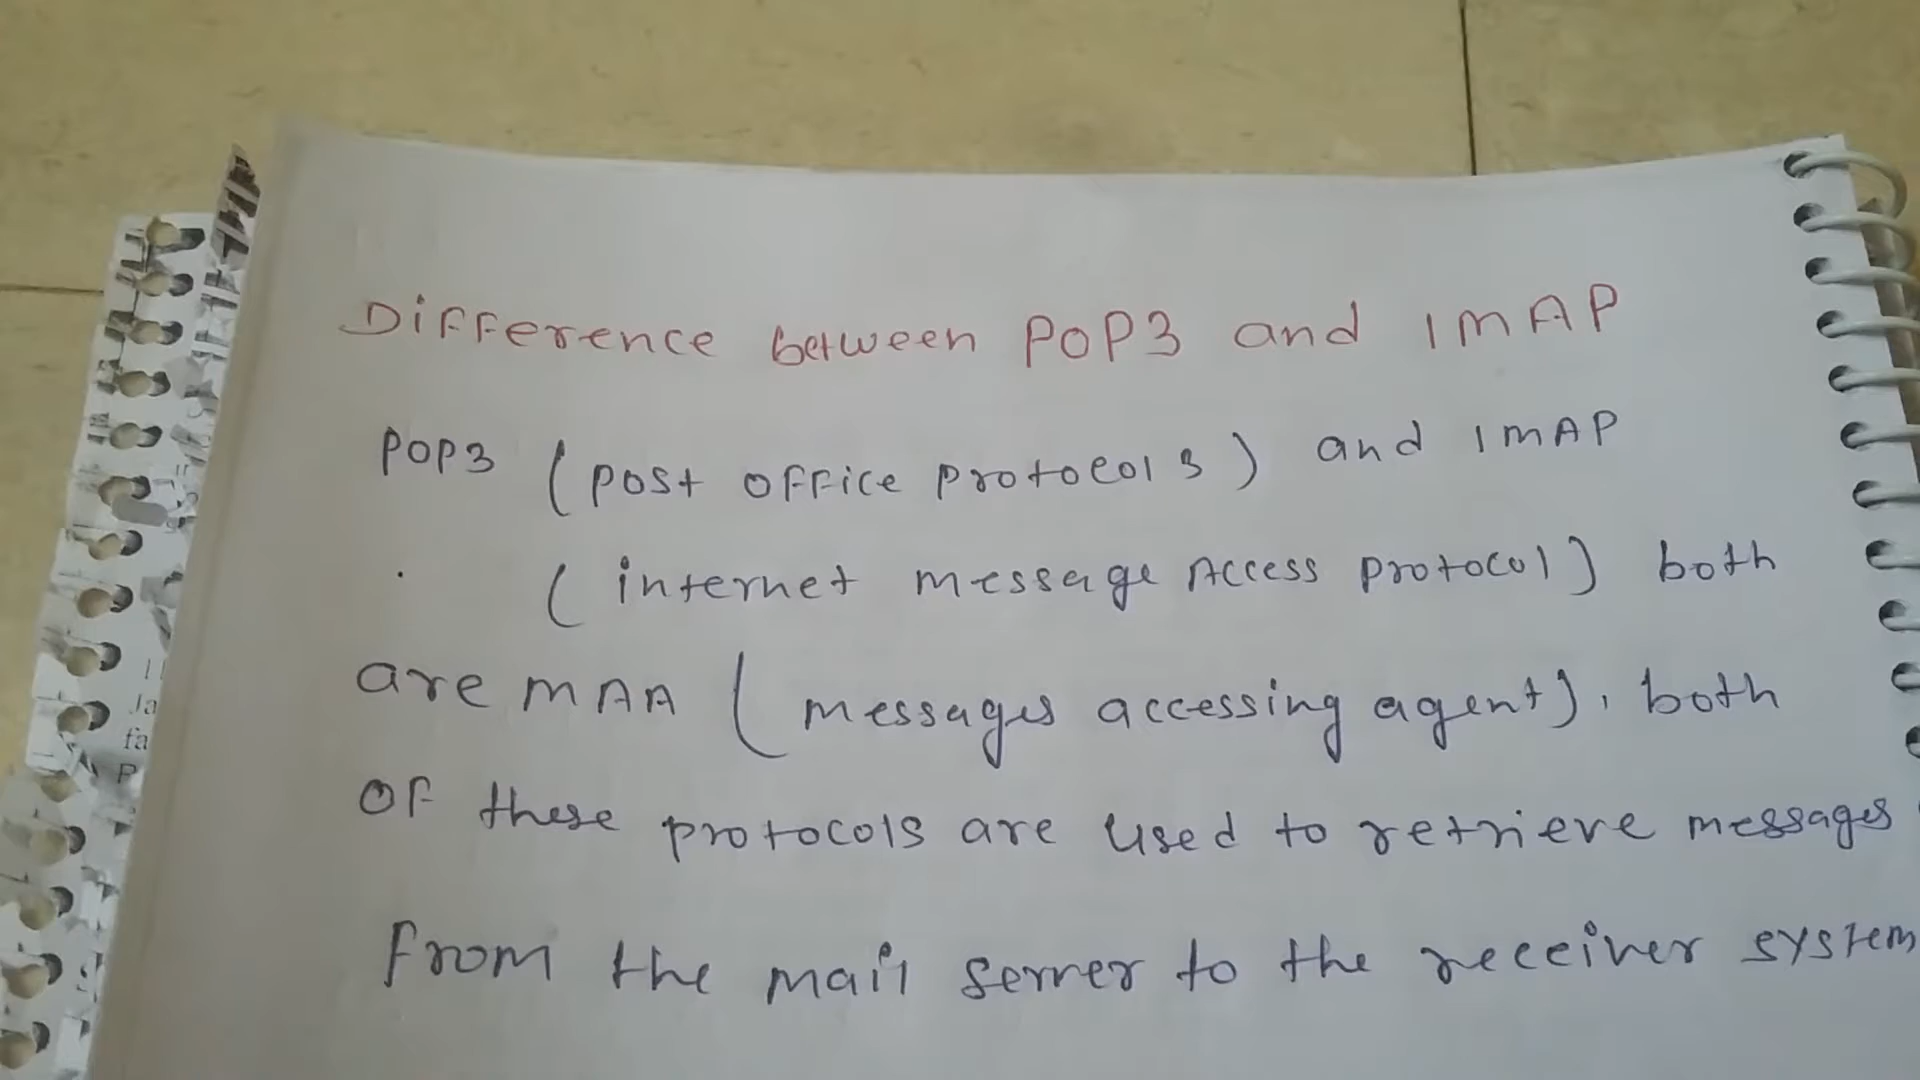 Difference between POP3 and IMAP
POP3 (post office protocol 3) and IMAP
(internet message Access protocol) both
are MAA (messages accessing agent), both
of these protocols are used to retrieve messages
from the mail server to the receiver system
Ja
fa
P